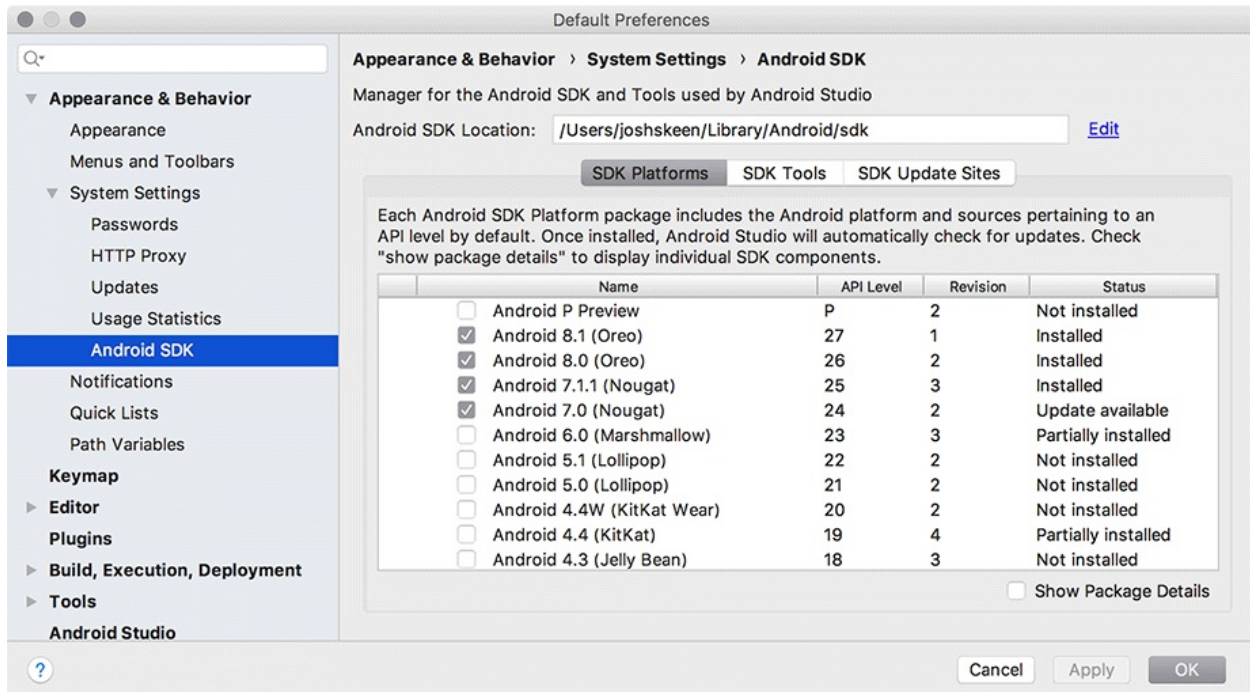 Default Preferences
Appearance & Behavior
Appearance
Menus and Toolbars
System Settings
Passwords
HTTP Proxy
Updates
Usage Statistics
Android SDK
Notifications
Quick Lists
Path Variables
Keymap
Editor
Plugins
Build, Execution, Deployment
Tools
Android Studio
Appearance & Behavior › System Settings › Android SDK
Manager for the Android SDK and Tools used by Android Studio
Android SDK Location: /Users/joshskeen/Library/Android/sdk Edit
SDK Platforms SDK Tools SDK Update Sites
Each Android SDK Platform package includes the Android platform and sources pertaining to an
API level by default. Once installed, Android Studio will automatically check for updates. Check
"show package details" to display individual SDK components.
Name API Level Revision Status
Android P Preview P 2 Not installed
Android 8.1 (Oreo) 27 1 Installed
Android 8.0 (Oreo) 26 2 Installed
Android 7.1.1 (Nougat) 25 3 Installed
Android 7.0 (Nougat) 24 2 Update available
Android 6.0 (Marshmallow) 23 3 Partially installed
Android 5.1 (Lollipop) 22 2 Not installed
Android 5.0 (Lollipop) 21 2 Not installed
Android 4.4W (KitKat Wear) 20 2 Not installed
Android 4.4 (KitKat) 19 4 Partially installed
Android 4.3 (Jelly Bean) 18 3 Not installed
Show Package Details
? Cancel Apply OK